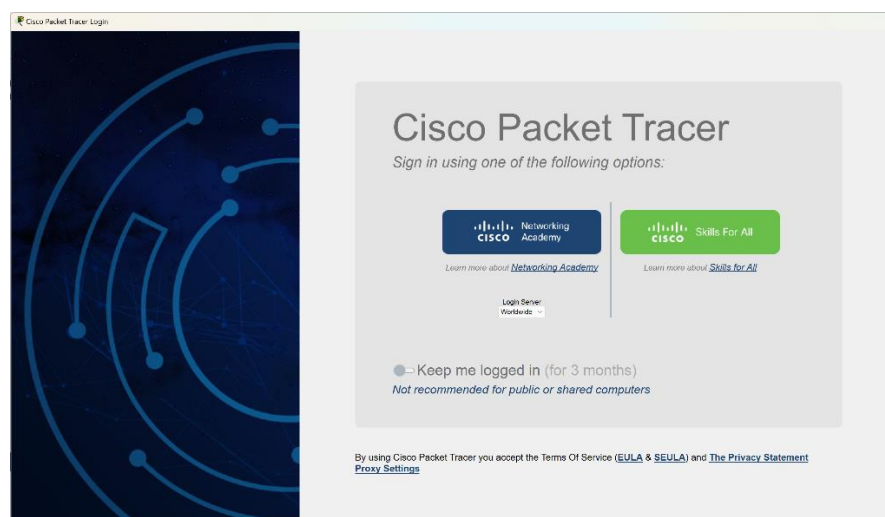 Cisco Packet Tracer Login
Cisco Packet Tracer
Sign in using one of the following options:
CISCO Networking Academy
CISCO Skills For All
Learn more about Networking Academy
Learn more about Skills for All
Login Server
Worldwide
Keep me logged in (for 3 months)
Not recommended for public or shared computers
By using Cisco Packet Tracer you accept the Terms Of Service (EULA & SEULA) and The Privacy Statement
Proxy Settings